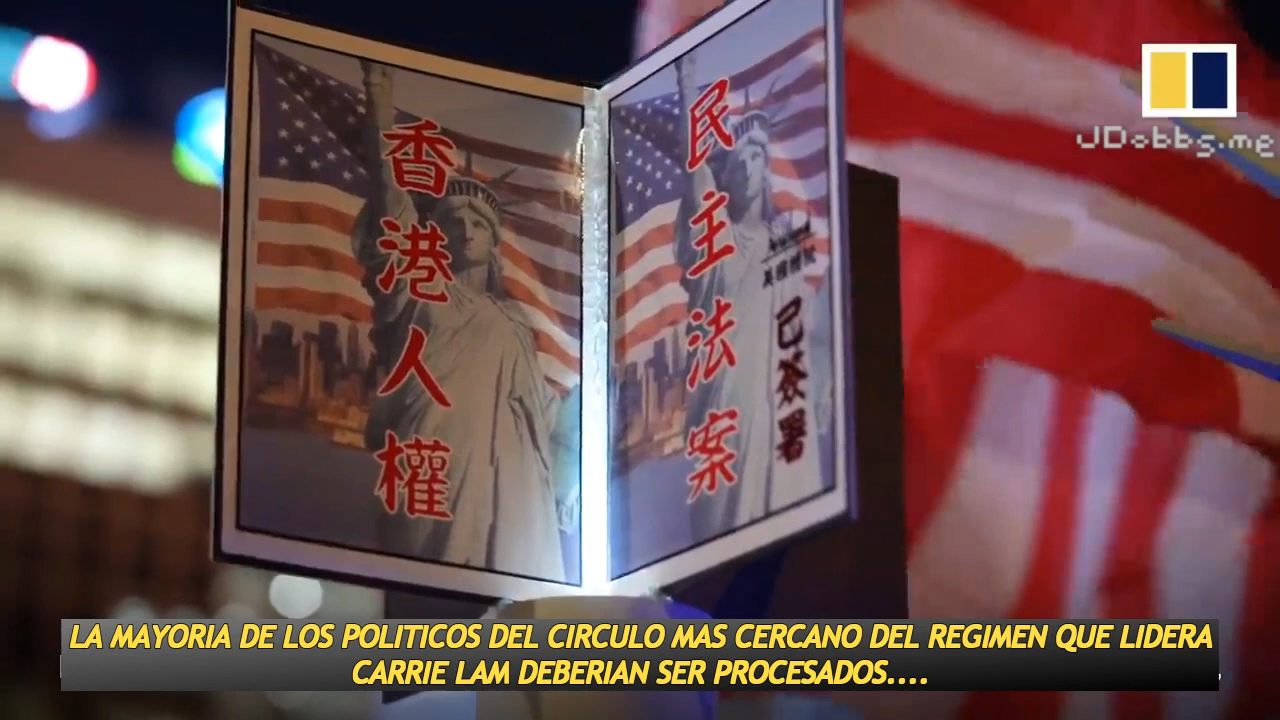 香港人權
民主法案
已簽署
JDobbs.me
LA MAYORIA DE LOS POLITICOS DEL CIRCULO MAS CERCANO DEL REGIMEN QUE LIDERA
CARRIE LAM DEBERIAN SER PROCESADOS....